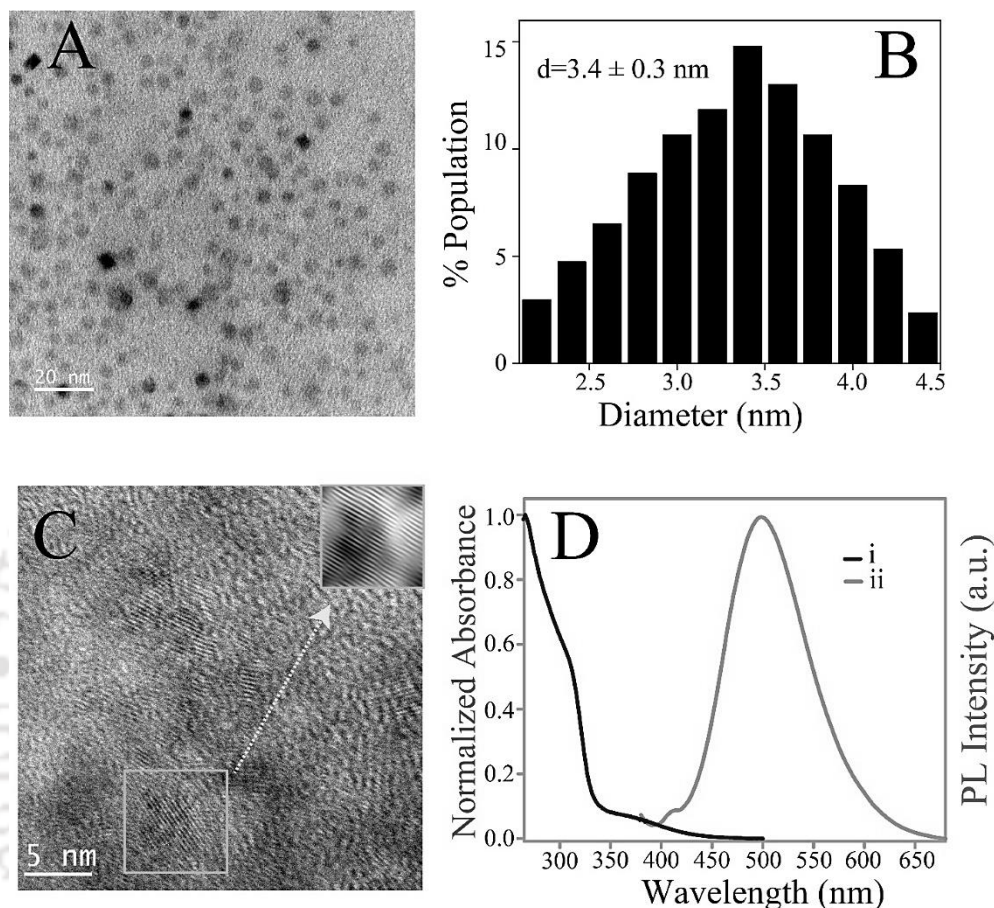 A
20 nm
B
d=3.4 ± 0.3 nm
% Population
15
10
5
0
2.5 3.0 3.5 4.0 4.5
Diameter (nm)
C
5 nm
D
i
ii
Normalized Absorbance
1.0
0.8
0.6
0.4
0.2
0.0
300 350 400 450 500 550 600 650
Wavelength (nm)
PL Intensity (a.u.)